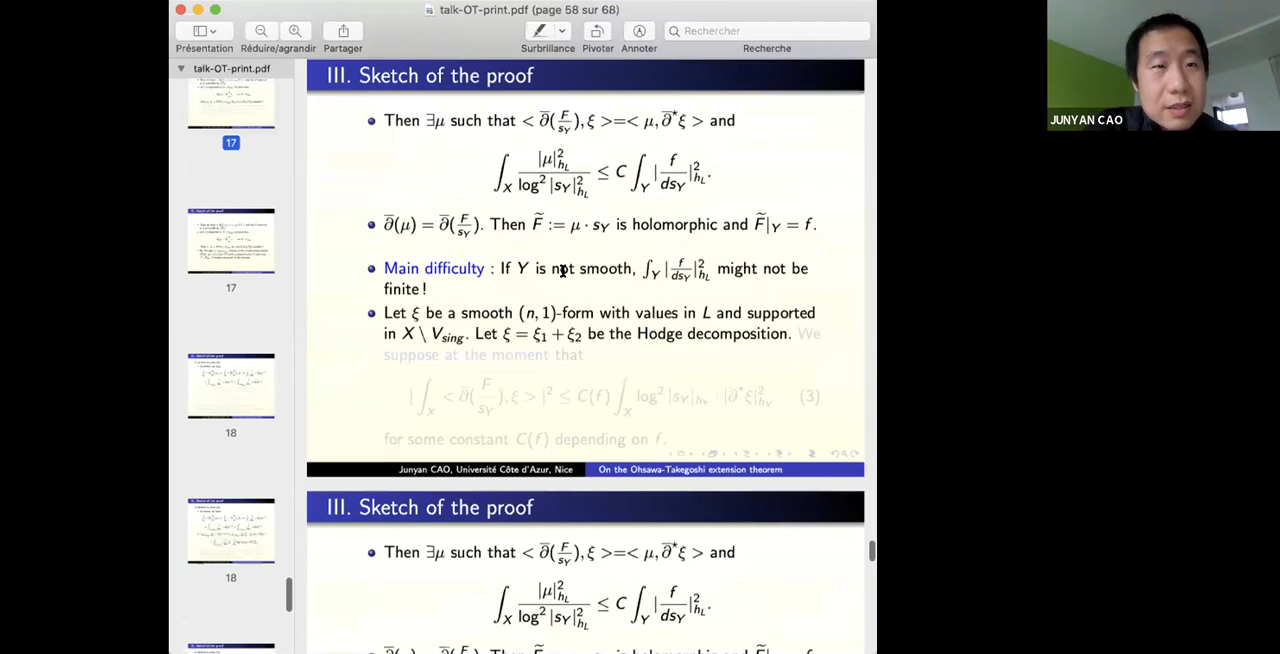 talk-OT-print.pdf (page 58 sur 68)
Présentation
Réduire/agrandir
Partager
Surbrillance
Pivoter
Annoter
Rechercher
Recherche
talk-OT-print.pdf
17
17
18
18
III. Sketch of the proof
Then ∃μ such that < ∂̄(F/s_Y), ξ >=< μ, ∂̄*ξ > and
∫_X |μ|²_{h_L} / log² |s_Y|²_{h_L} ≤ C ∫_Y |f/ds_Y|²_{h_L}.
∂̄(μ) = ∂̄(F/s_Y). Then F̃ := μ · s_Y is holomorphic and F̃|_Y = f.
Main difficulty : If Y is not smooth, ∫_Y |f/ds_Y|²_{h_L} might not be
finite !
Let ξ be a smooth (n, 1)-form with values in L and supported
in X \ V_sing. Let ξ = ξ₁ + ξ₂ be the Hodge decomposition. We
suppose at the moment that
| ∫_X < ∂̄(F/s_Y), ξ > |² ≤ C(f) ∫_X log² |s_Y|_{h_Y} · |∂̄*ξ|²_{h_Y} (3)
for some constant C(f) depending on f.
Junyan CAO, Université Côte d'Azur, Nice On the Ohsawa-Takegoshi extension theorem
III. Sketch of the proof
Then ∃μ such that < ∂̄(F/s_Y), ξ >=< μ, ∂̄*ξ > and
∫_X |μ|²_{h_L} / log² |s_Y|²_{h_L} ≤ C ∫_Y |f/ds_Y|²_{h_L}.
JUNYAN CAO